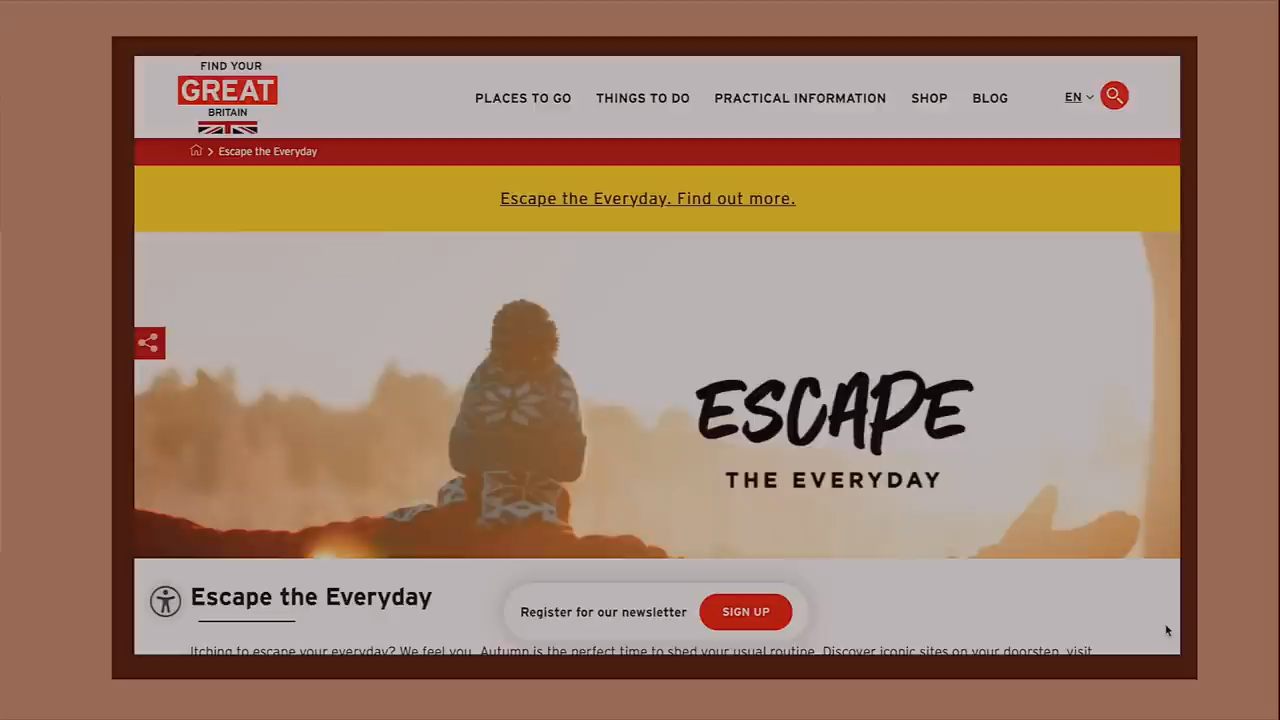 FIND YOUR
GREAT
BRITAIN
PLACES TO GO THINGS TO DO PRACTICAL INFORMATION SHOP BLOG EN
Escape the Everyday
Escape the Everyday. Find out more.
ESCAPE
THE EVERYDAY
Escape the Everyday
Register for our newsletter SIGN UP
Itching to escape your everyday? We feel you. Autumn is the perfect time to shed your usual routine. Discover iconic sites on your doorstep, visit